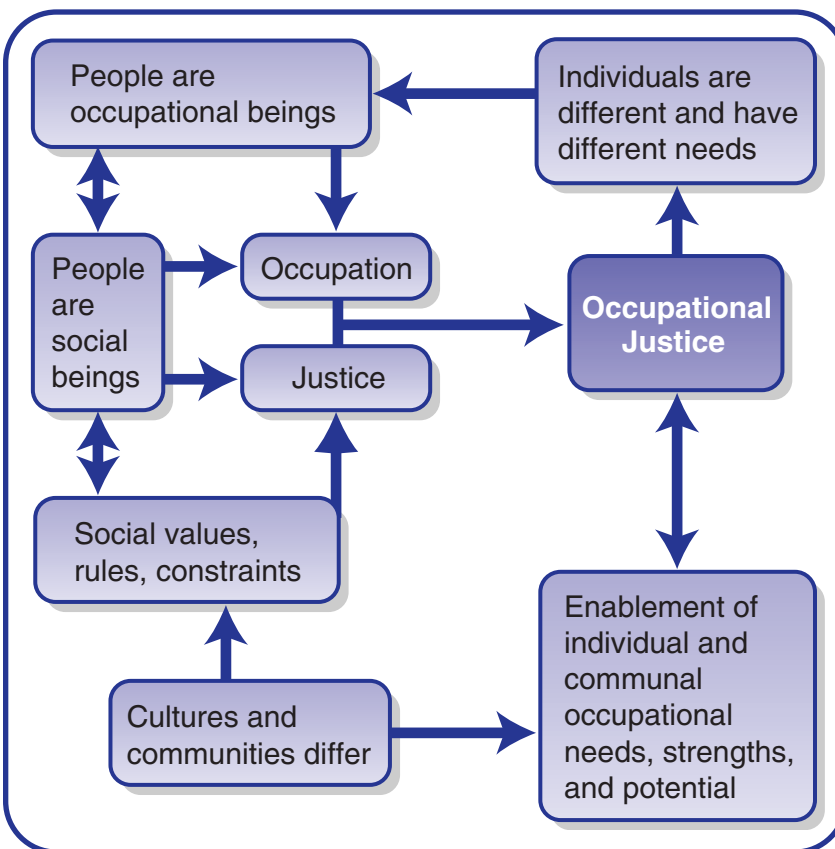 People are
occupational beings
Individuals are
different and have
different needs
People
are
social
beings
Occupation
Occupational
Justice
Justice
Social values,
rules, constraints
Enablement of
individual and
communal
occupational
needs, strengths,
and potential
Cultures and
communities differ